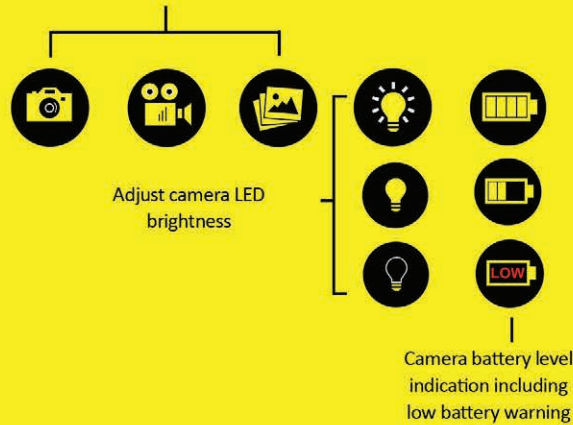 Adjust camera LED
brightness
LOW
Camera battery level
indication including
low battery warning